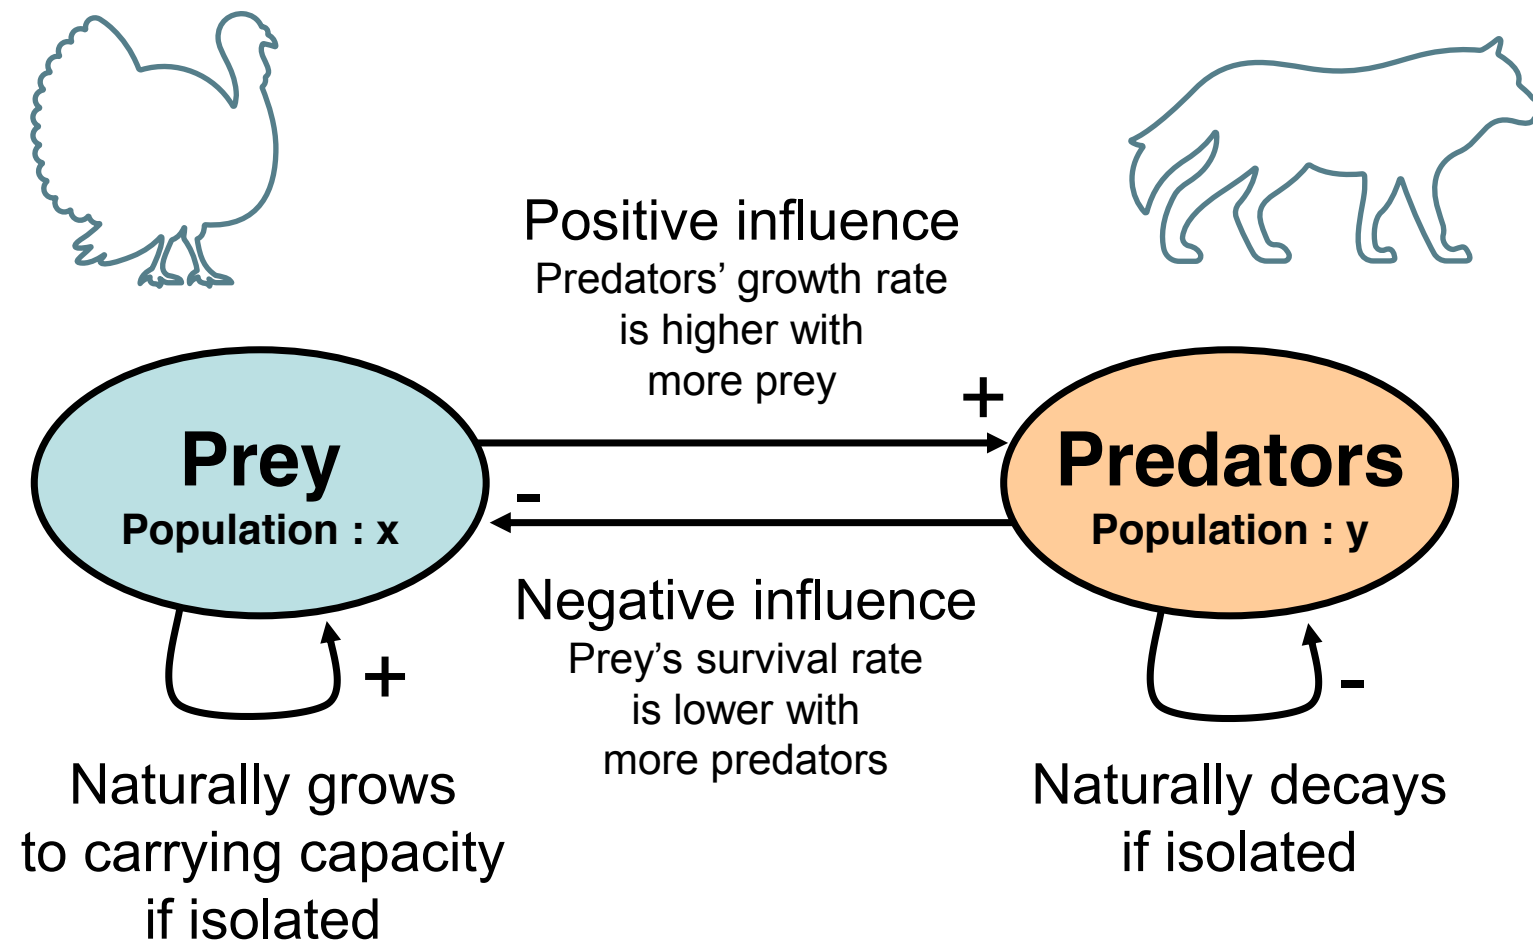 Positive influence
Predators’ growth rate
is higher with
more prey
+
Prey
Population : x
-
Predators
Population : y
Negative influence
Prey’s survival rate
is lower with
more predators
+
-
Naturally grows
to carrying capacity
if isolated
Naturally decays
if isolated